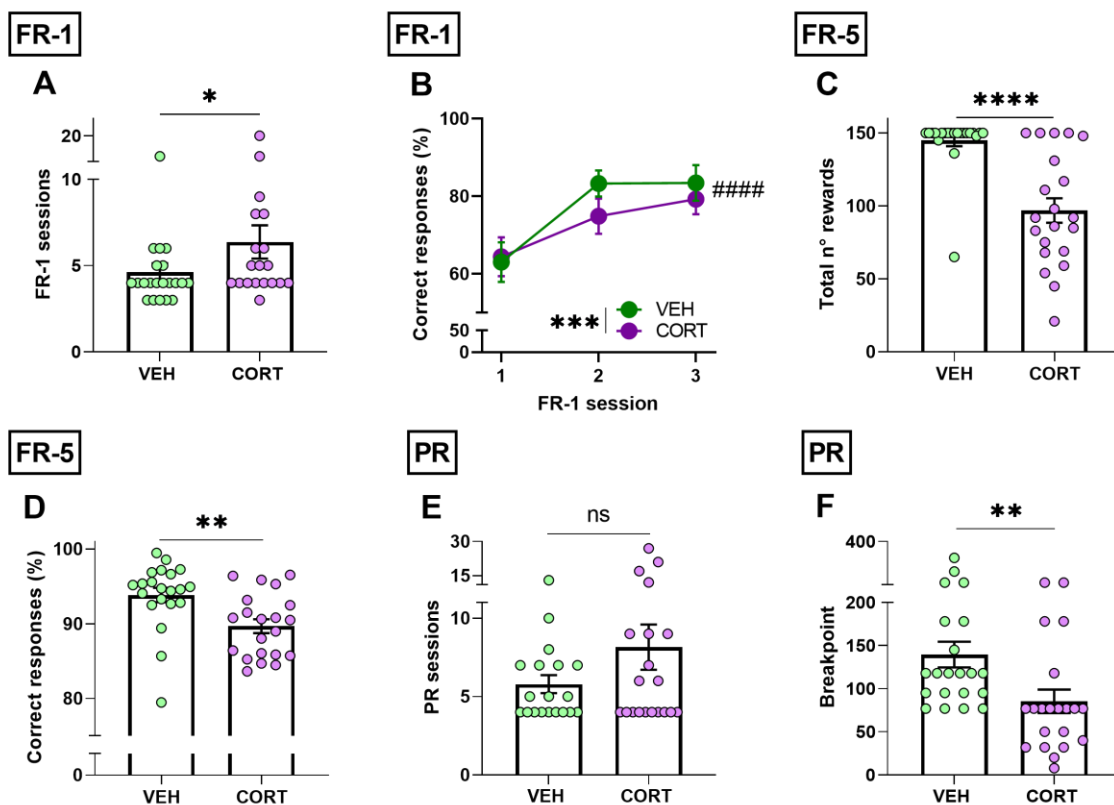 FR-1
A
*
FR-1 sessions
20
10
5
0
VEH
CORT
FR-1
B
Correct responses (%)
100
80
60
50
0
####
***
VEH
CORT
1
2
3
FR-1 session
FR-5
C
****
Total n° rewards
150
100
50
0
VEH
CORT
FR-5
D
**
Correct responses (%)
100
90
80
0
VEH
CORT
PR
E
ns
PR sessions
30
15
10
5
0
VEH
CORT
PR
F
**
Breakpoint
400
200
150
100
50
0
VEH
CORT